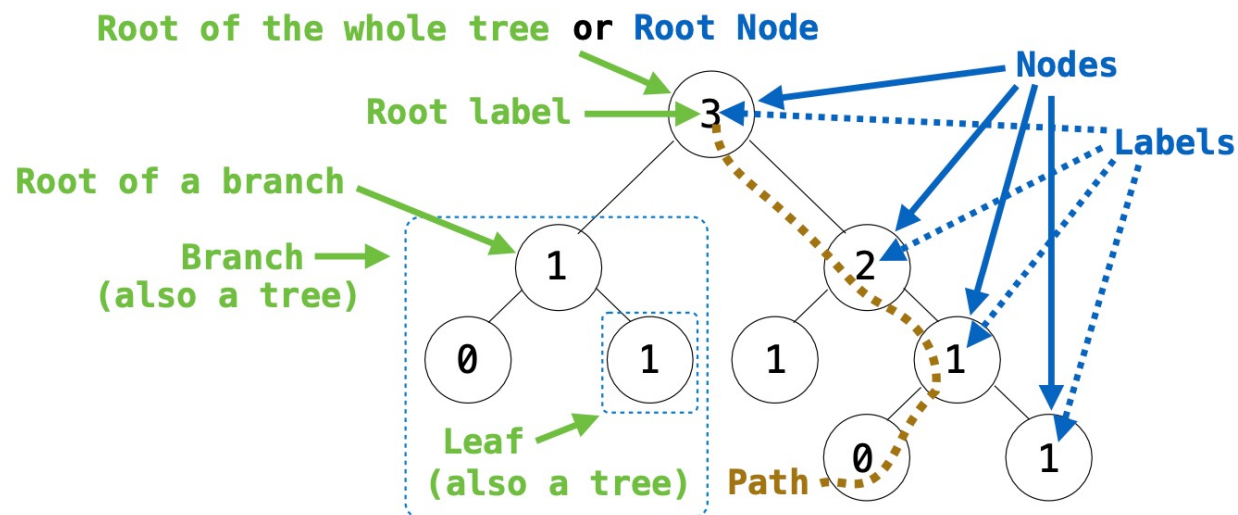 Root of the whole tree or Root Node
Nodes
Root label
3
Labels
Root of a branch
Branch
(also a tree)
1
2
0
1
1
1
Leaf
(also a tree)
Path
0
1